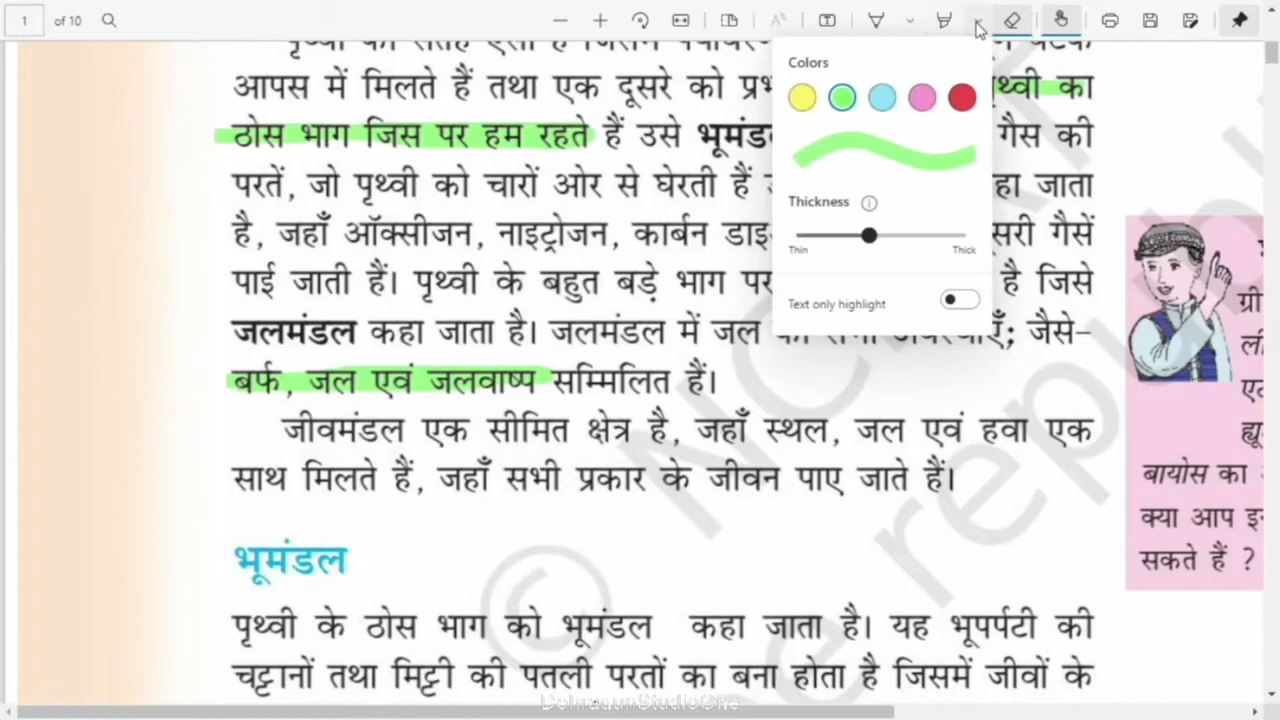 1 of 10
आपस में मिलते हैं तथा एक दूसरे को
Colors
थ्वी का
ठोस भाग जिस पर हम रहते हैं उसे गैस की
परतें, जो पृथ्वी को चारों ओर से घेरती हैं हा जाता
है, जहाँ ऑक्सीजन, नाइट्रोजन, कार्बन सरी गैसें
Thickness
Thin Thick
पाई जाती हैं। पृथ्वी के बहुत बड़े भाग पर है जिसे
Text only highlight
जलमंडल कहा जाता है। जलमंडल में जल जैसे–
बर्फ, जल एवं जलवाष्प सम्मिलित हैं।
जीवमंडल एक सीमित क्षेत्र है, जहाँ स्थल, जल एवं हवा एक
साथ मिलते हैं, जहाँ सभी प्रकार के जीवन पाए जाते हैं।
भूमंडल
पृथ्वी के ठोस भाग को भूमंडल कहा जाता है। यह भूपर्पटी की
चट्टानों तथा मिट्टी की पतली परतों का बना होता है जिसमें जीवों के
बायोस का
क्या आप
सकते हैं ?
©